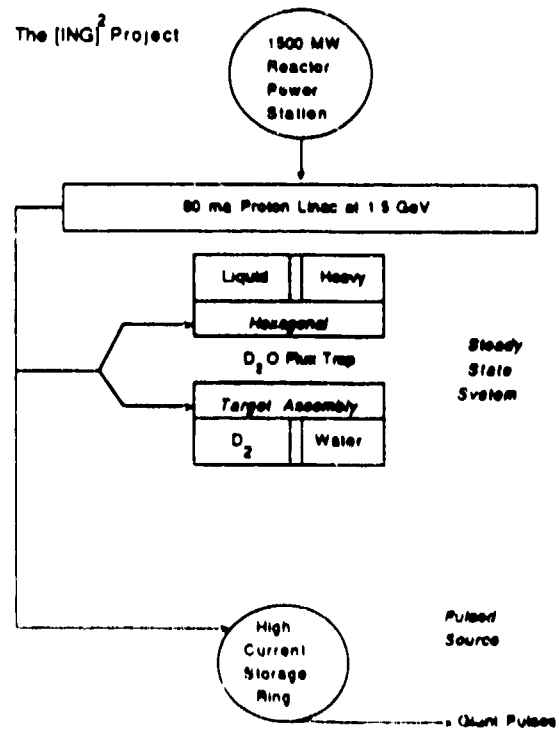 The [ING]² Project
1500 MW
Reactor
Power
Station
80 ma Proton Linac at 1.5 GeV
Liquid Heavy
Hexagonal
D₂O Flux Trap
Target Assembly
D₂ Water
Steady
State
System
High
Current
Storage
Ring
Pulsed
Source
Giant Pulses